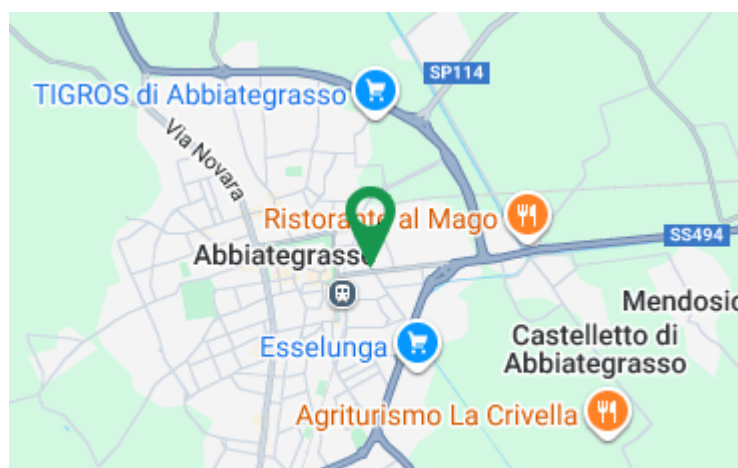 SP114
TIGROS di Abbiategrasso
Via Novara
Ristorante al Mago
SS494
Abbiategrasso
Mendosio
Esselunga
Castelletto di
Abbiategrasso
Agriturismo La Crivella